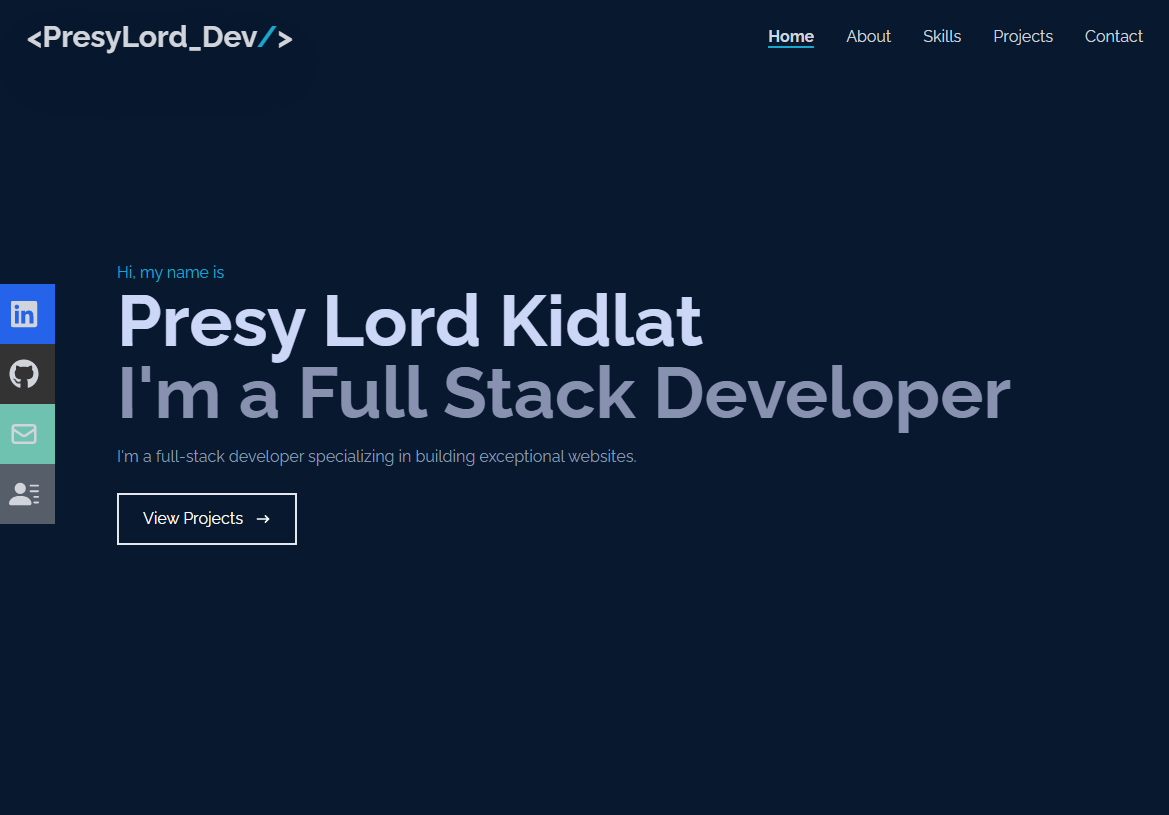 <PresyLord_Dev/>
Home About Skills Projects Contact
Hi, my name is
Presy Lord Kidlat
I'm a Full Stack Developer
I'm a full-stack developer specializing in building exceptional websites.
View Projects →
in